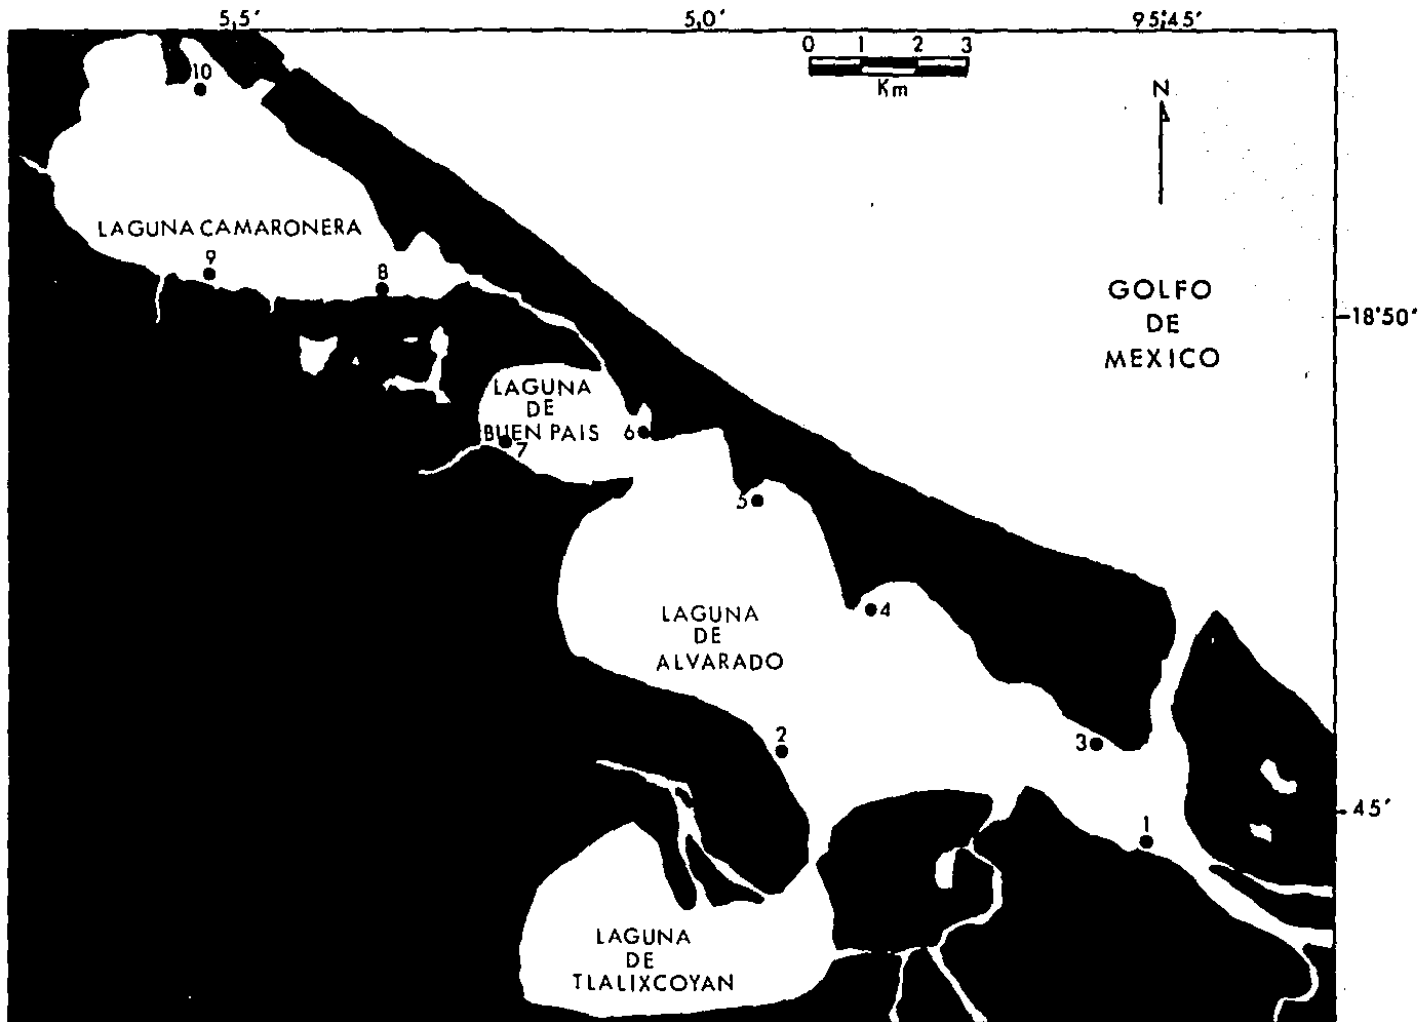 5,5′ 5,0′ 95,45′
0 1 2 3
Km
N
10
LAGUNA CAMARONERA
9
8
GOLFO
DE
MEXICO
18'50'
LAGUNA
DE
BUEN PAIS
6
7
5
LAGUNA
DE
ALVARADO
4
2
3
45′
1
LAGUNA
DE
TLALIXCOYAN